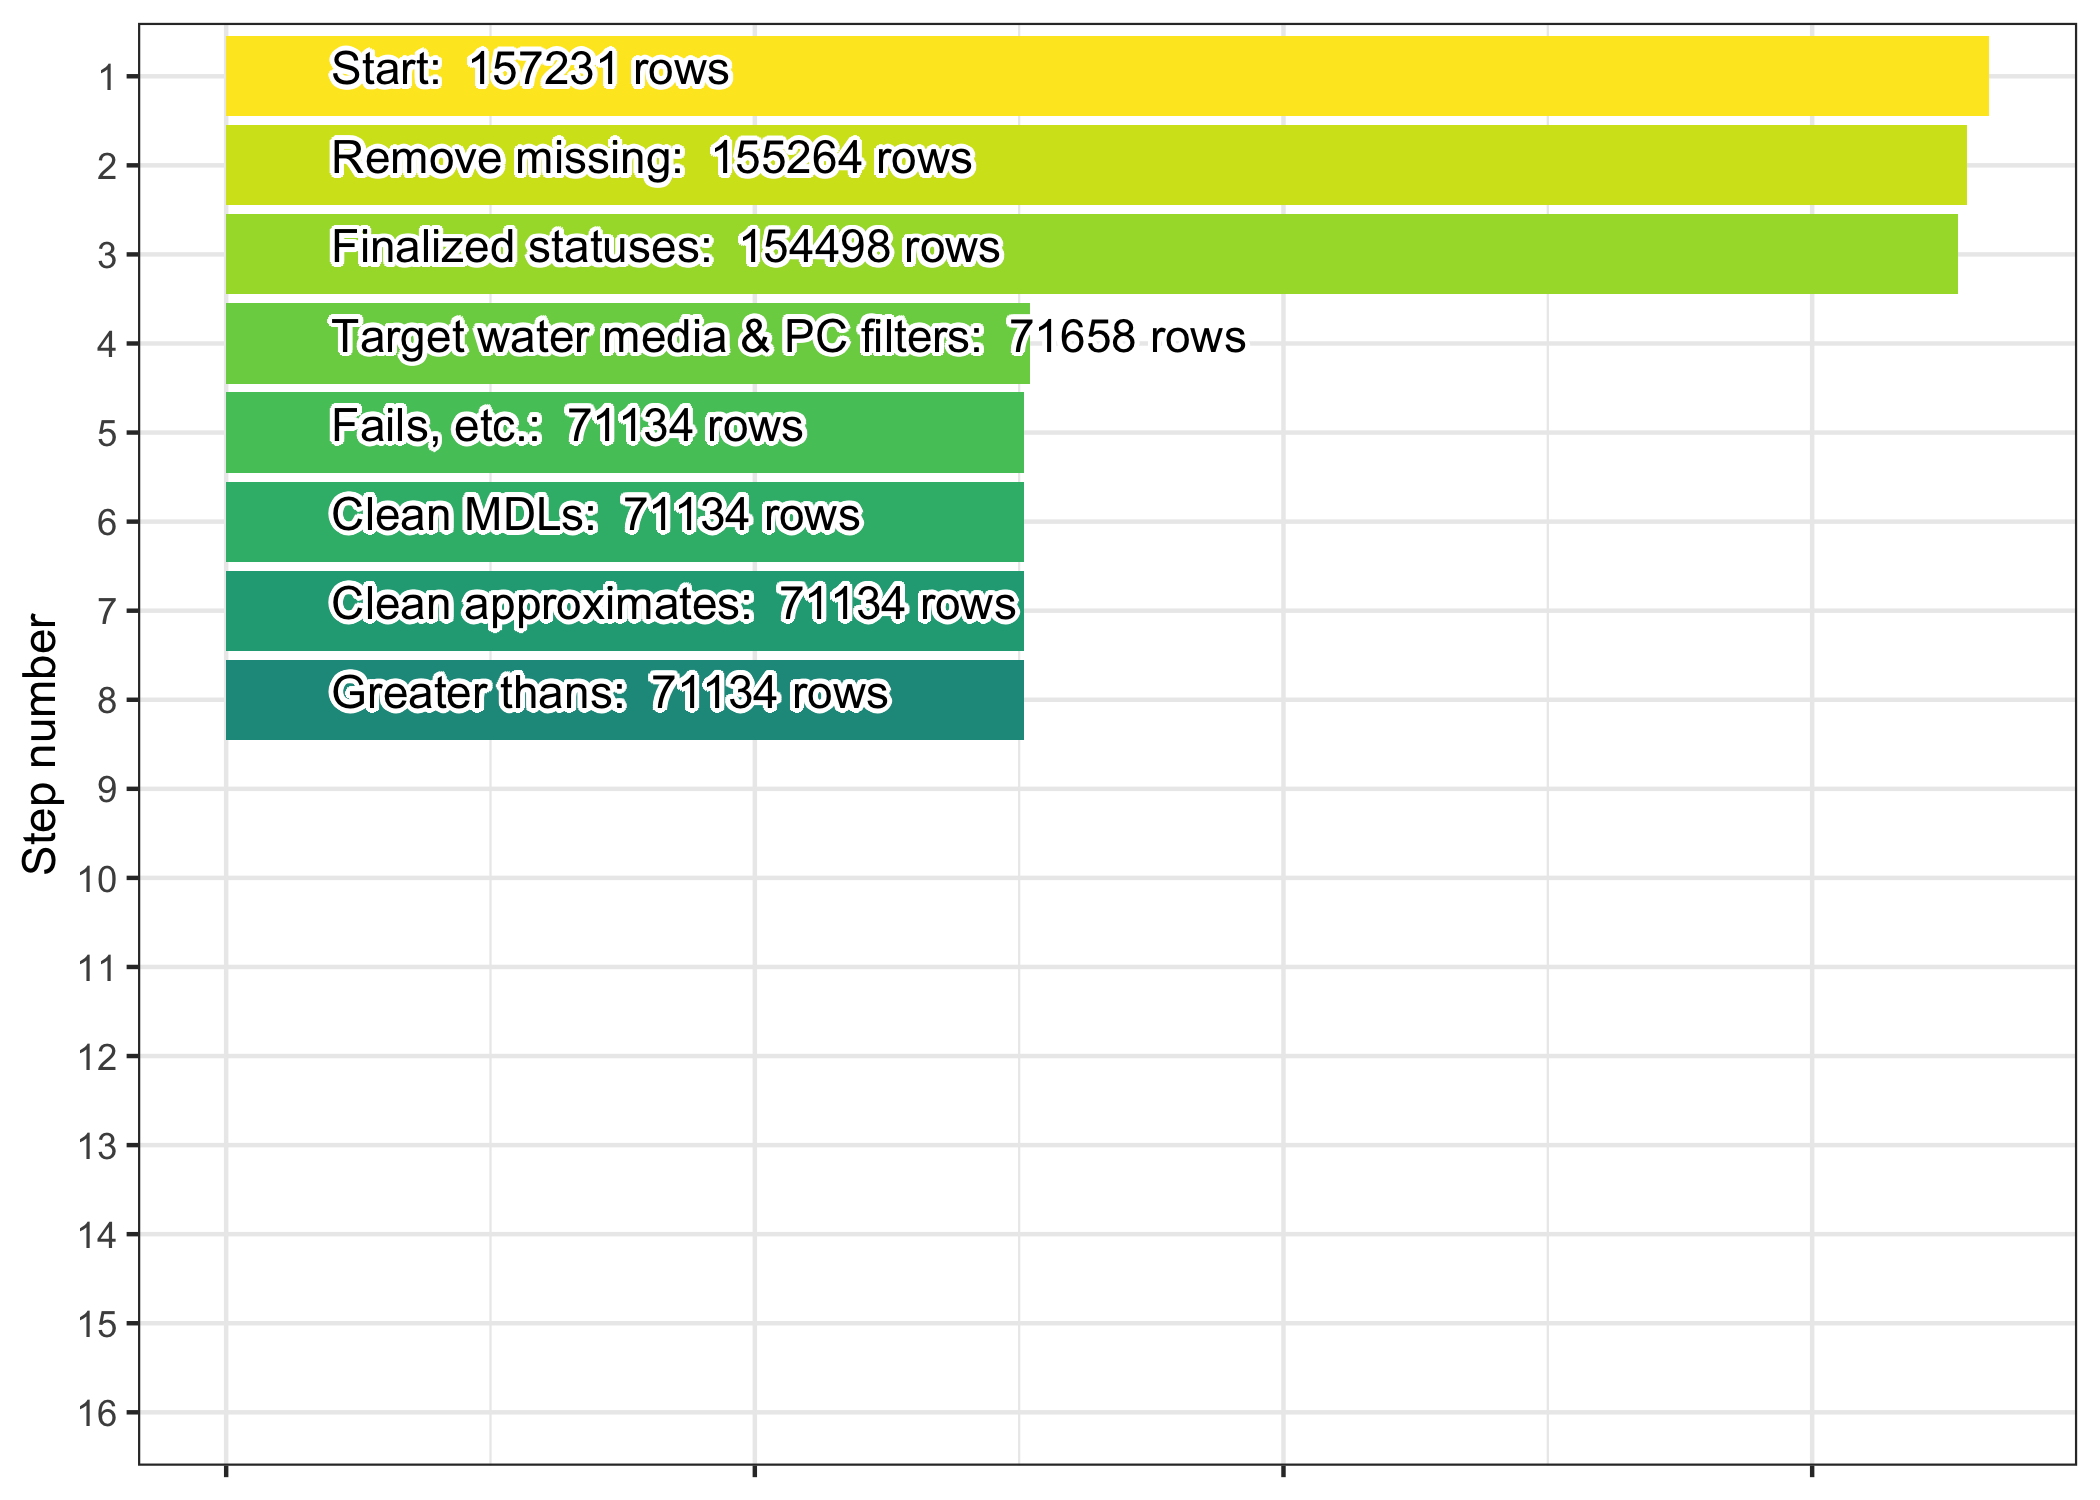 1
Start:  157231 rows
2
Remove missing:  155264 rows
3
Finalized statuses:  154498 rows
4
Target water media & PC filters:  71658 rows
5
Fails, etc.:  71134 rows
6
Clean MDLs:  71134 rows
7
Clean approximates:  71134 rows
8
Greater thans:  71134 rows
9
10
11
12
13
14
15
16
Step number